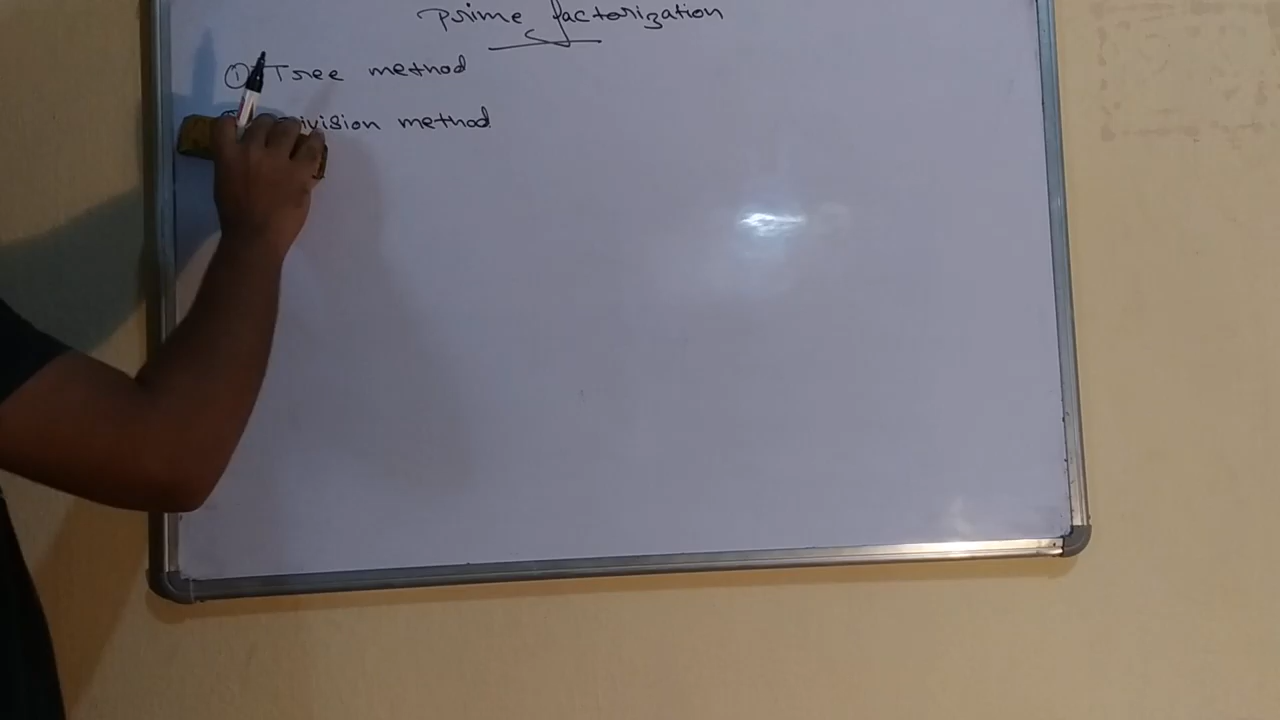 prime factorization
① Tree method
ivision method